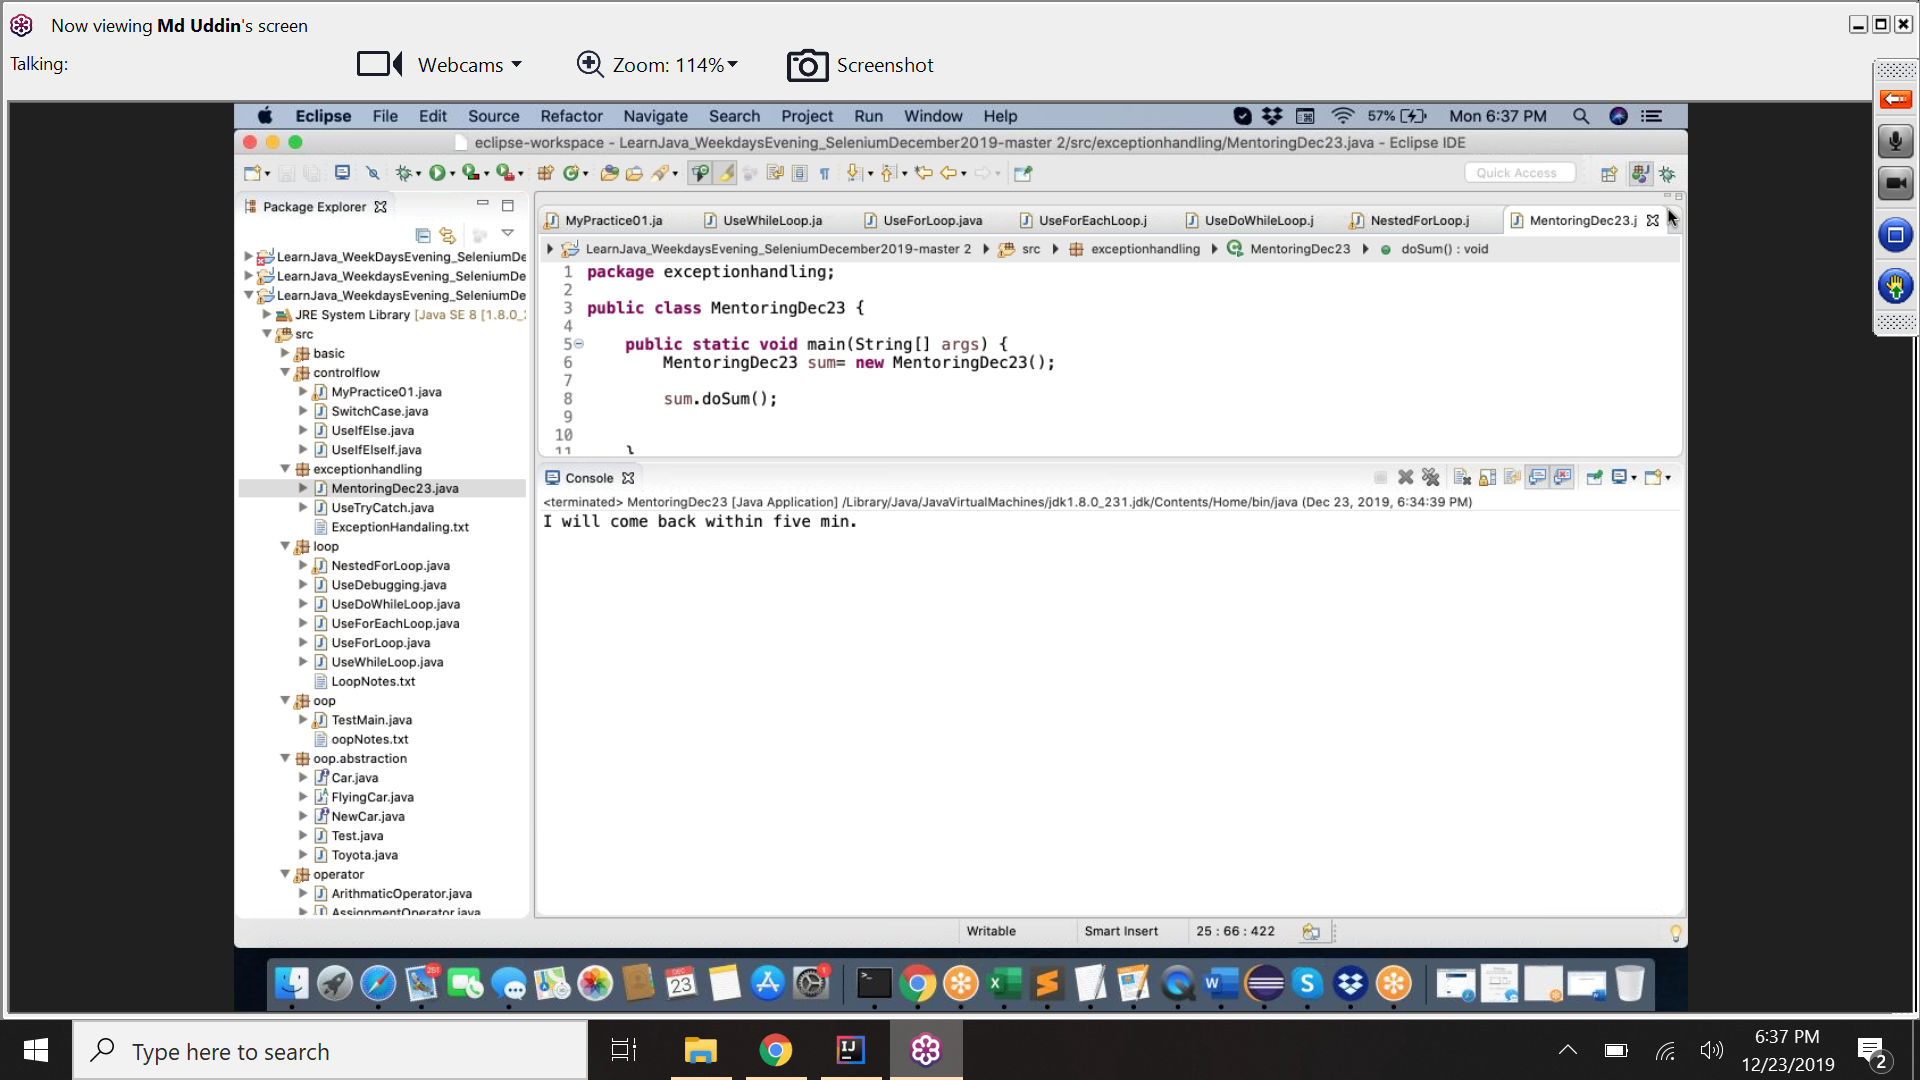 Now viewing Md Uddin's screen
Talking:
Webcams
Zoom: 114%
Screenshot
Eclipse File Edit Source Refactor Navigate Search Project Run Window Help
57%
Mon 6:37 PM
eclipse-workspace - LearnJava_WeekdaysEvening_SeleniumDecember2019-master 2/src/exceptionhandling/MentoringDec23.java - Eclipse IDE
Quick Access
Package Explorer
MyPractice01.ja
UseWhileLoop.ja
UseForLoop.java
UseForEachLoop.j
UseDoWhileLoop.j
NestedForLoop.j
MentoringDec23.j
LearnJava_WeekdaysEvening_SeleniumDecember2019-master 2
src
exceptionhandling
MentoringDec23
doSum() : void
LearnJava_WeekDaysEvening_SeleniumDe
LearnJava_WeekdaysEvening_SeleniumDe
LearnJava_WeekdaysEvening_SeleniumDe
JRE System Library [Java SE 8 [1.8.0_
src
basic
controlflow
MyPractice01.java
SwitchCase.java
UseIfElse.java
UseIfElseIf.java
exceptionhandling
MentoringDec23.java
UseTryCatch.java
ExceptionHandaling.txt
loop
NestedForLoop.java
UseDebugging.java
UseDoWhileLoop.java
UseForEachLoop.java
UseForLoop.java
UseWhileLoop.java
LoopNotes.txt
oop
TestMain.java
oopNotes.txt
oop.abstraction
Car.java
FlyingCar.java
NewCar.java
Test.java
Toyota.java
operator
ArithmaticOperator.java
AssignmentOperator.java
1 package exceptionhandling;
2
3 public class MentoringDec23 {
4
5 public static void main(String[] args) {
6 MentoringDec23 sum= new MentoringDec23();
7
8 sum.doSum();
9
10
11 }
Console
<terminated> MentoringDec23 [Java Application] /Library/Java/JavaVirtualMachines/jdk1.8.0_231.jdk/Contents/Home/bin/java (Dec 23, 2019, 6:34:39 PM)
I will come back within five min.
Writable
Smart Insert
25 : 66 : 422
DEC
23
1
Type here to search
6:37 PM
12/23/2019
2